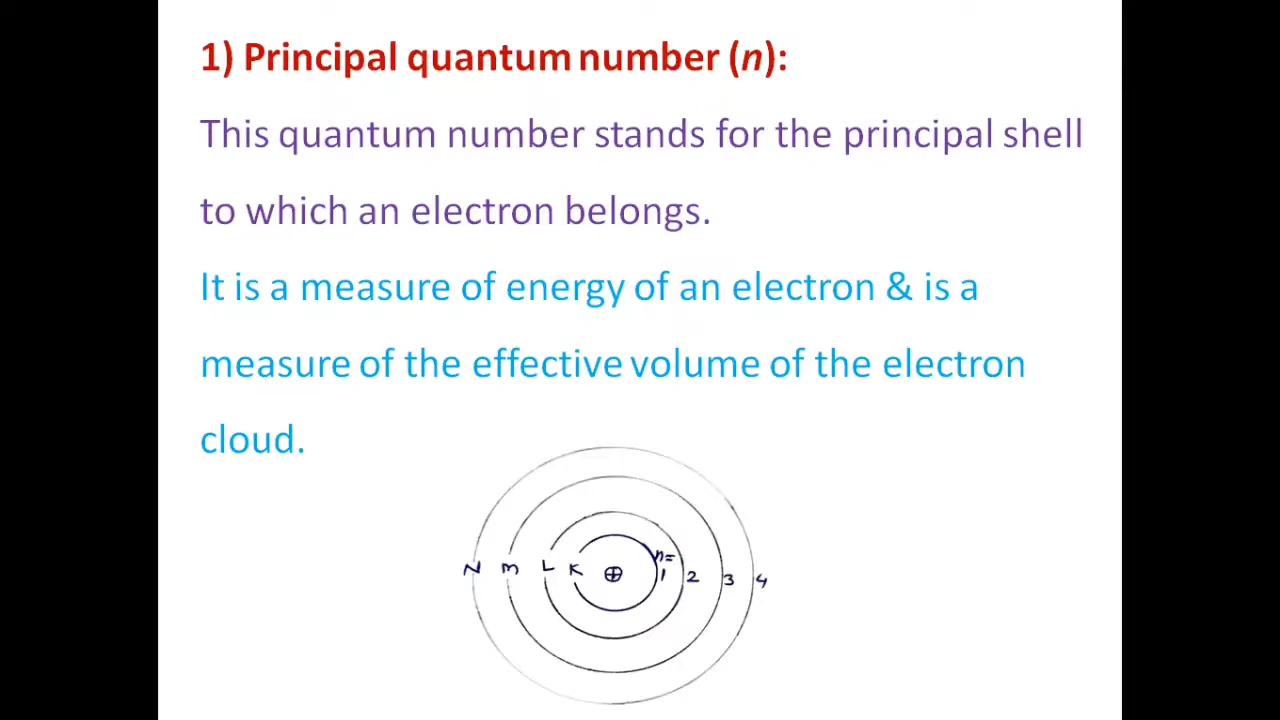 1) Principal quantum number (n):
This quantum number stands for the principal shell
to which an electron belongs.
It is a measure of energy of an electron & is a
measure of the effective volume of the electron
cloud.
n=
N M L K ⊕ 1 2 3 4